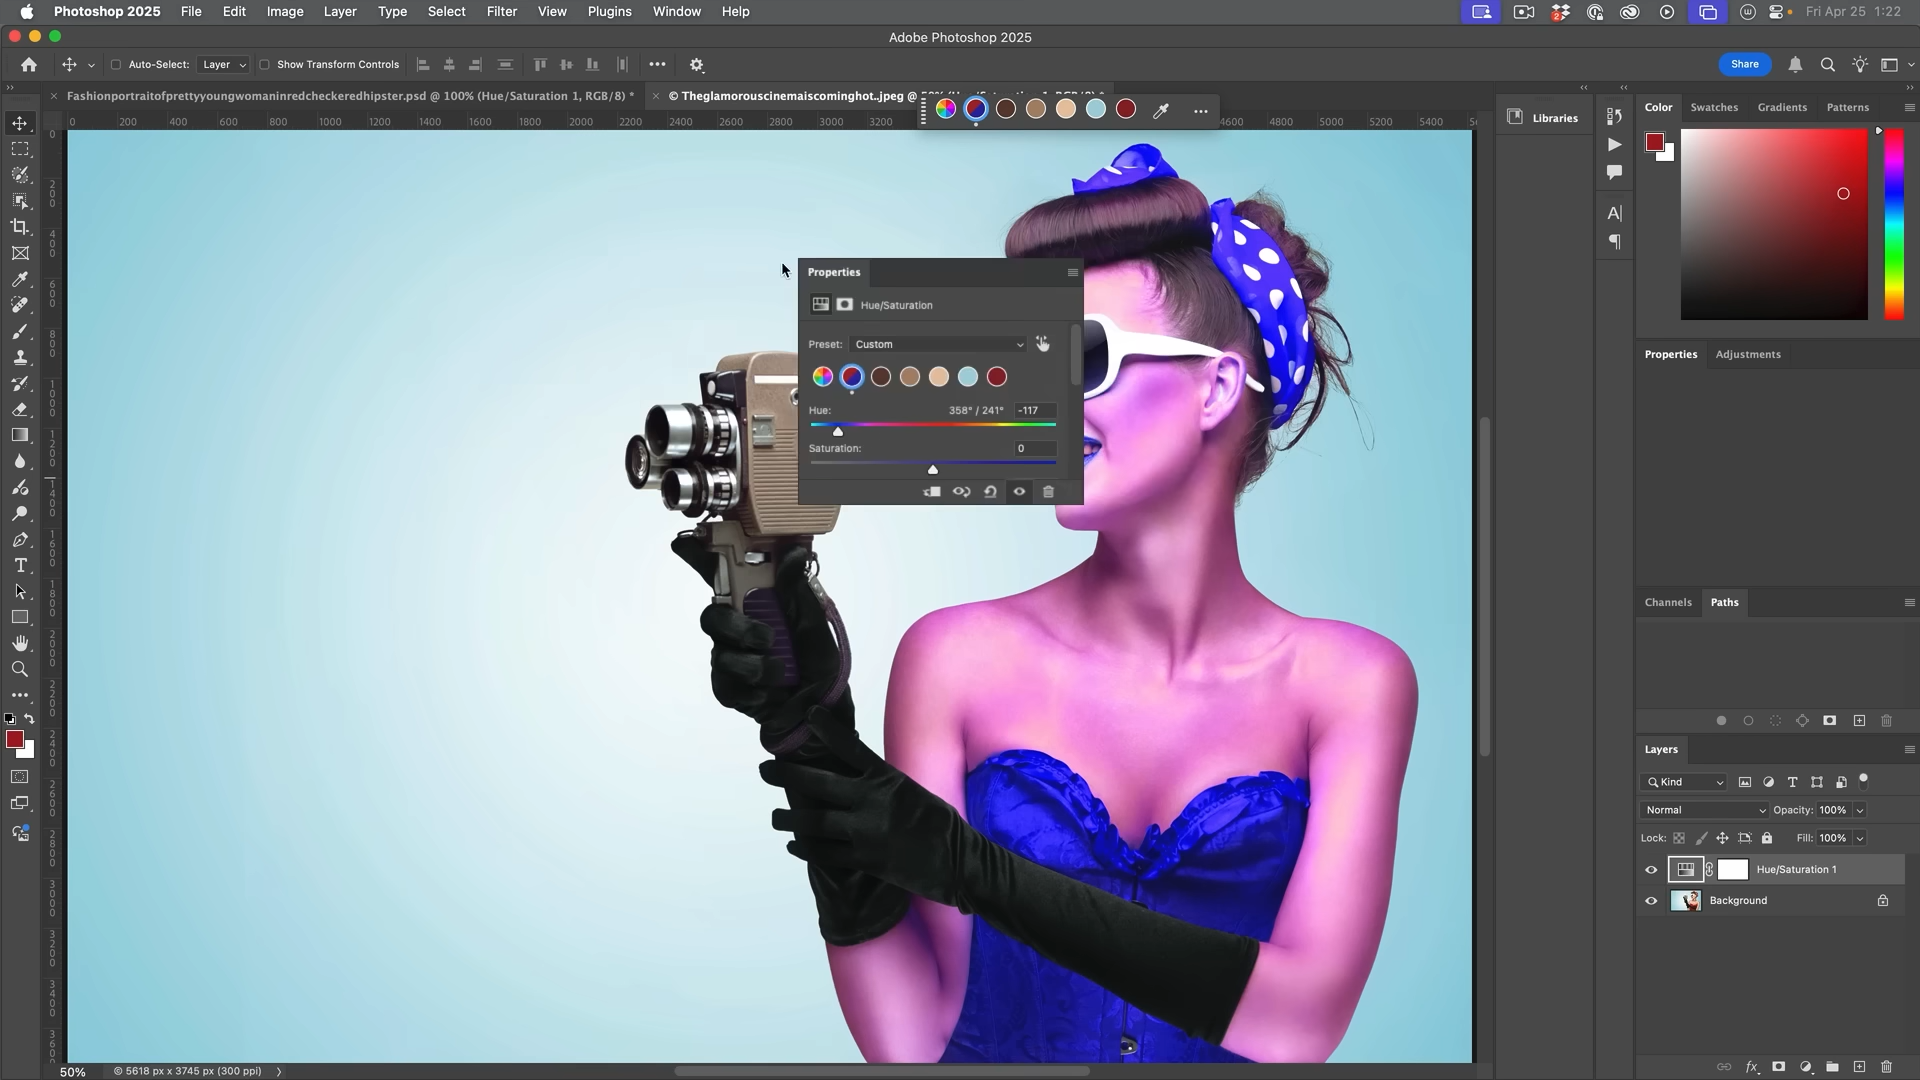 Photoshop 2025 File Edit Image Layer Type Select Filter View Plugins Window Help Fri Apr 25 1:22
Adobe Photoshop 2025
Auto-Select: Layer Show Transform Controls ••• Share
Fashionportraitofprettyyoungwomaninredcheckeredhipster.psd @ 100% (Hue/Saturation 1, RGB/8) *
© Theglamorouscinemaiscominghot..jpeg @
0 200 400 600 800 1000 1200 1400 1600 1800 2000 2200 2400 2600 2800 3000 3200 4600 4800 5000 5200 5400
Libraries
Color Swatches Gradients Patterns
Properties
Hue/Saturation
Preset: Custom
Hue: 358° / 241° -117
Saturation: 0
Properties Adjustments
Channels Paths
Layers
Kind
Normal Opacity: 100%
Lock: Fill: 100%
Hue/Saturation 1
Background
50% © 5618 px x 3745 px (300 ppi)